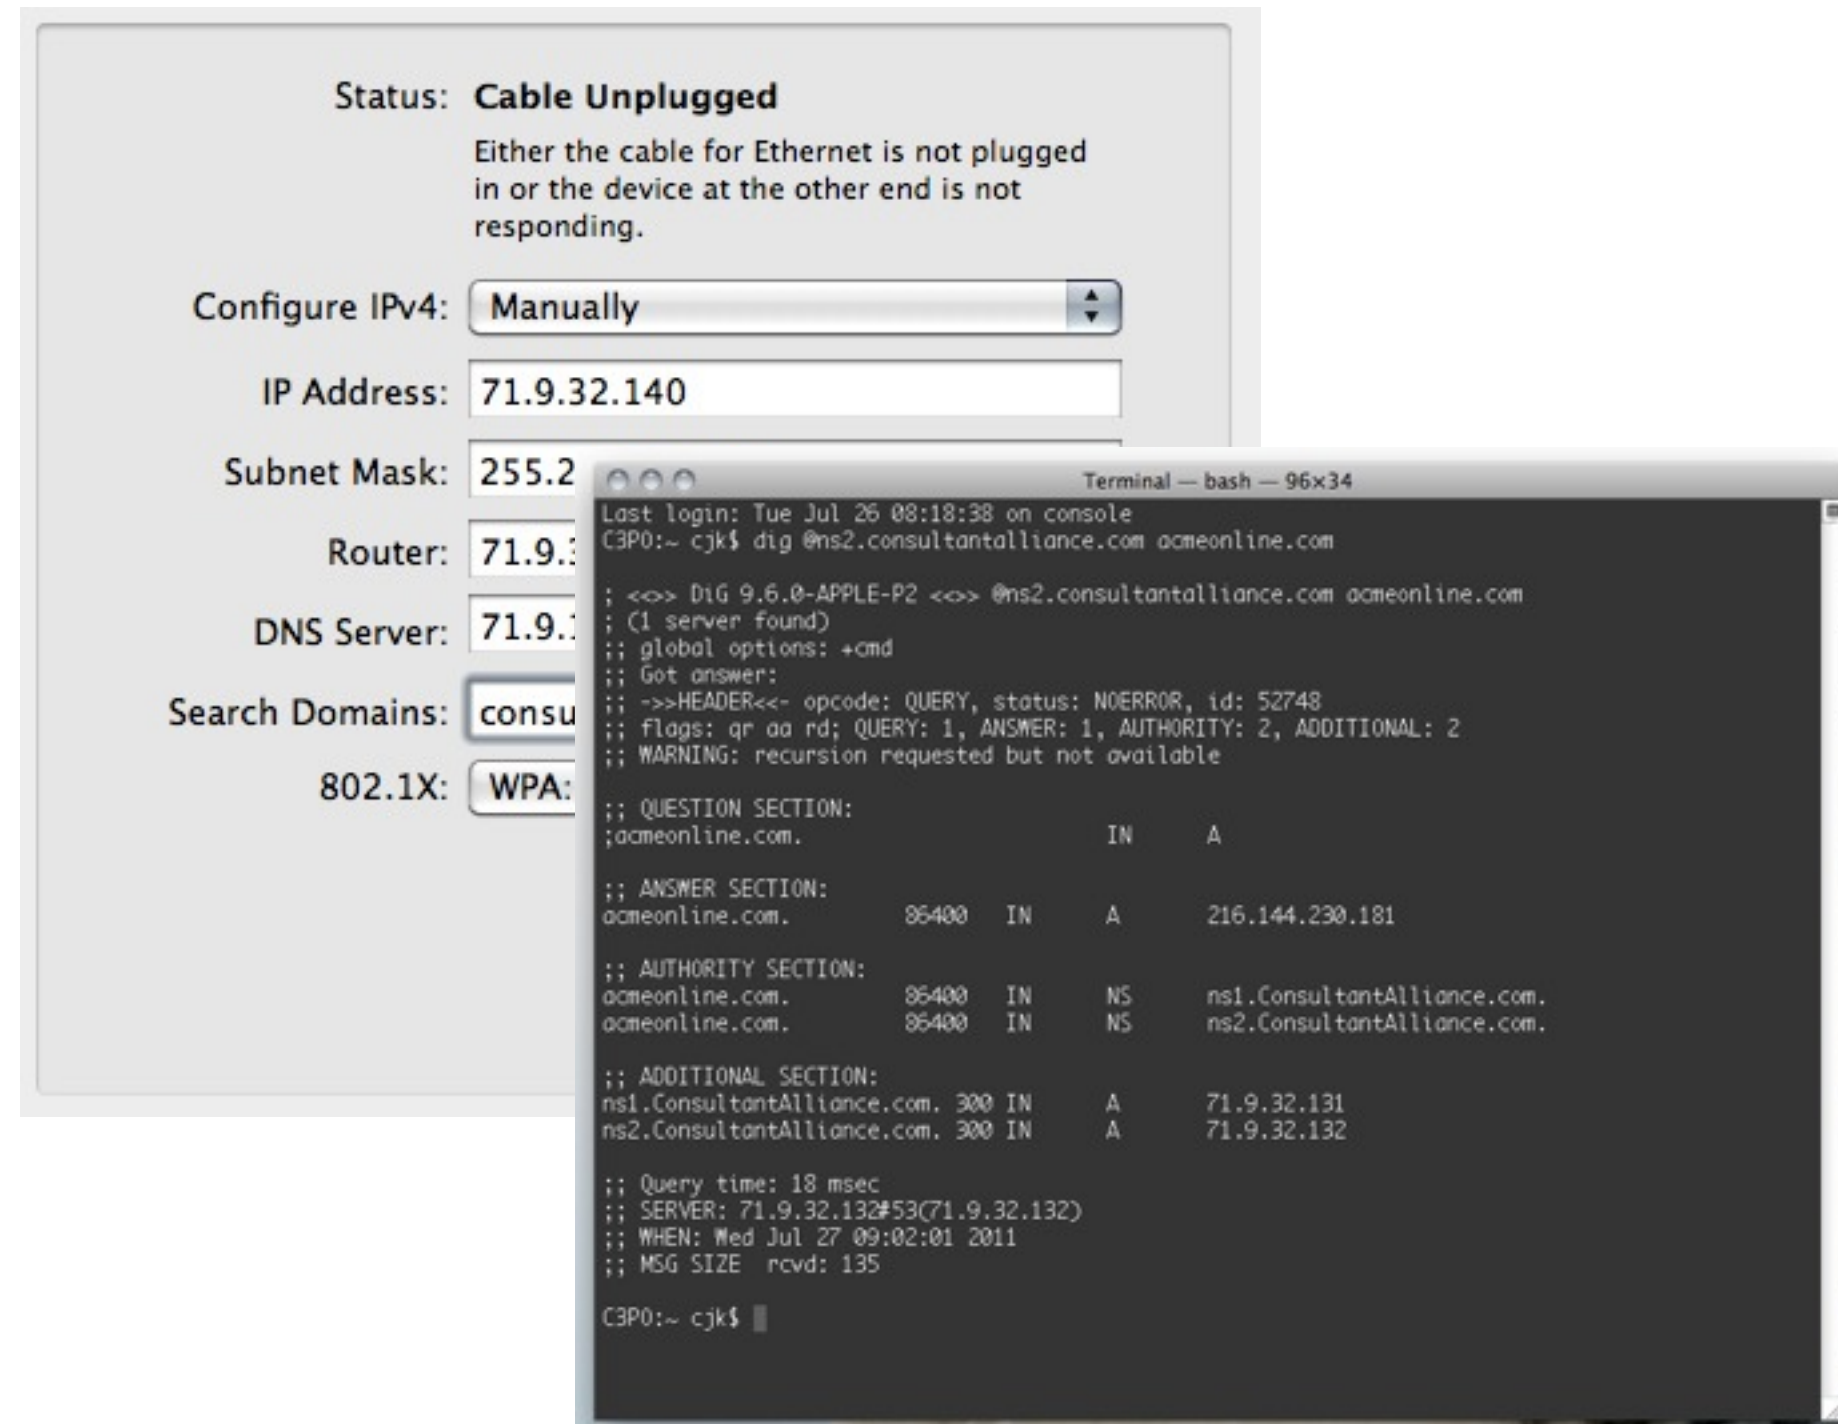 Status: Cable Unplugged
Either the cable for Ethernet is not plugged
in or the device at the other end is not
responding.
Configure IPv4: Manually
IP Address: 71.9.32.140
Subnet Mask: 255.2
Router: 71.9.3
DNS Server: 71.9.1
Search Domains: consu
802.1X: WPA:
Terminal — bash — 96×34
Last login: Tue Jul 26 08:18:38 on console
C3PO:~ cjk$ dig @ns2.consultantalliance.com acmeonline.com
; <<>> DiG 9.6.0-APPLE-P2 <<>> @ns2.consultantalliance.com acmeonline.com
; (1 server found)
;; global options: +cmd
;; Got answer:
;; ->>HEADER<<- opcode: QUERY, status: NOERROR, id: 52748
;; flags: qr aa rd; QUERY: 1, ANSWER: 1, AUTHORITY: 2, ADDITIONAL: 2
;; WARNING: recursion requested but not available
;; QUESTION SECTION:
;acmeonline.com. IN A
;; ANSWER SECTION:
acmeonline.com. 86400 IN A 216.144.230.181
;; AUTHORITY SECTION:
acmeonline.com. 86400 IN NS ns1.ConsultantAlliance.com.
acmeonline.com. 86400 IN NS ns2.ConsultantAlliance.com.
;; ADDITIONAL SECTION:
ns1.ConsultantAlliance.com. 300 IN A 71.9.32.131
ns2.ConsultantAlliance.com. 300 IN A 71.9.32.132
;; Query time: 18 msec
;; SERVER: 71.9.32.132#53(71.9.32.132)
;; WHEN: Wed Jul 27 09:02:01 2011
;; MSG SIZE rcvd: 135
C3PO:~ cjk$